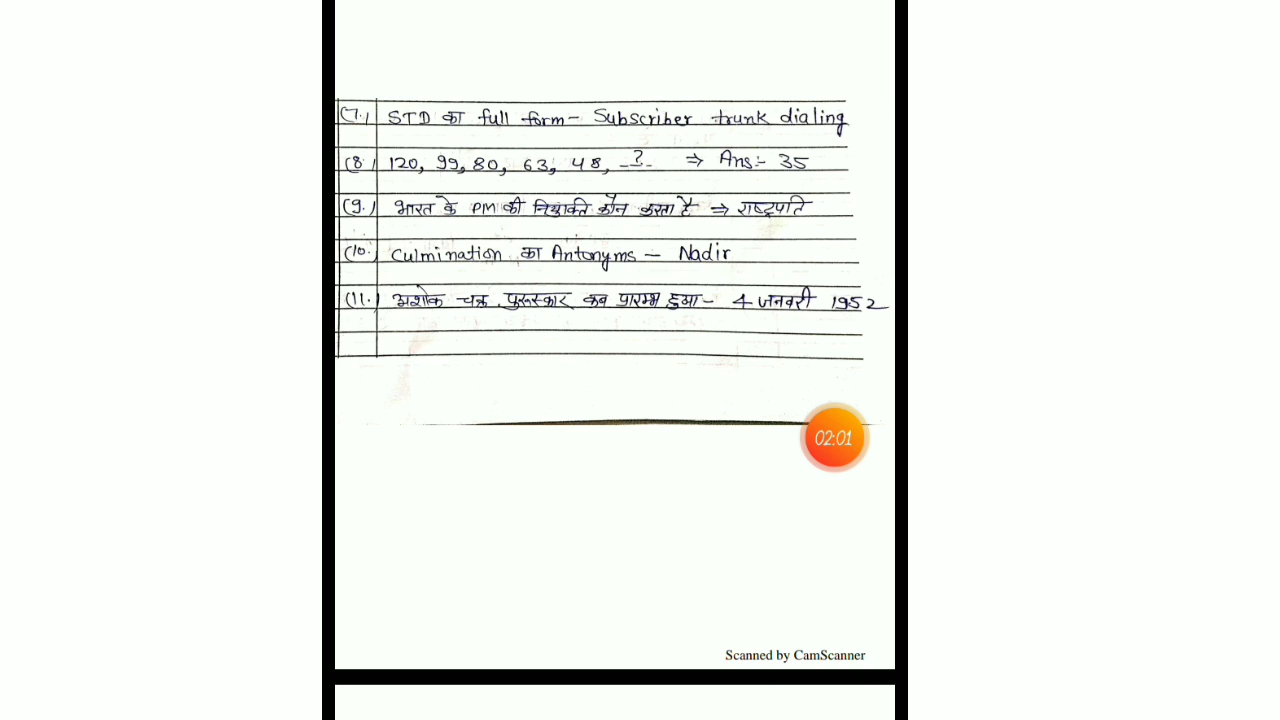 (7.) STD का full form - Subscriber trunk dialing
(8.) 120, 99, 80, 63, 48, _?_ ⇒ Ans:- 35
(9.) भारत के PM की नियुक्ति कौन करता है ⇒ राष्ट्रपति
(10.) Culmination का Antonyms - Nadir
(11.) अशोक चक्र पुरूस्कार कब प्रारम्भ हुआ - 4 जनवरी 1952
02:01
Scanned by CamScanner